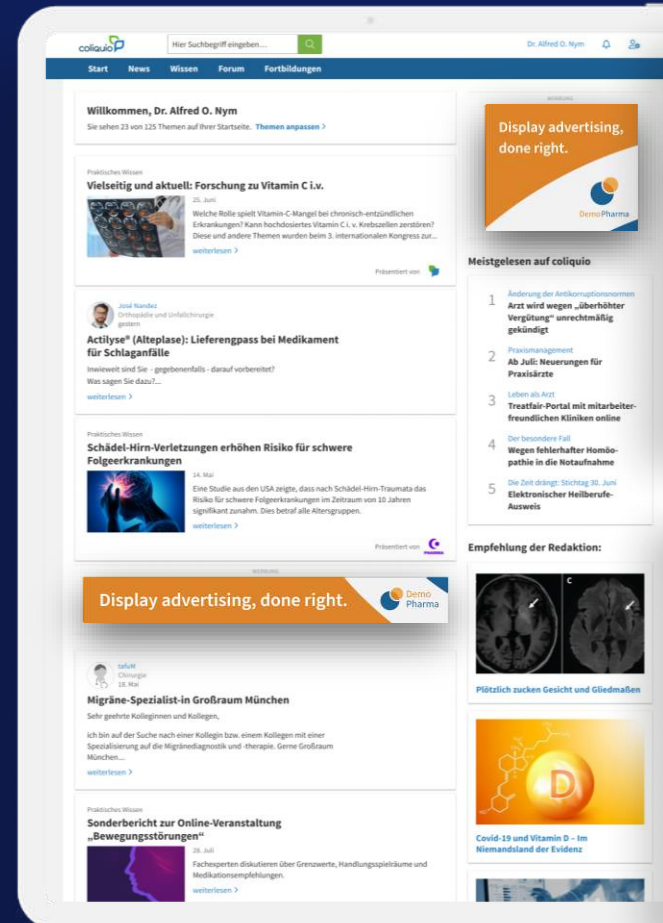 coliquio
Hier Suchbegriff eingeben...
Dr. Alfred O. Nym
Start News Wissen Forum Fortbildungen
Willkommen, Dr. Alfred O. Nym
Sie sehen 23 von 125 Themen auf Ihrer Startseite. Themen anpassen >
Praktisches Wissen
Vielseitig und aktuell: Forschung zu Vitamin C i.v.
25. Juni
Welche Rolle spielt Vitamin-C-Mangel bei chronisch-entzündlichen
Erkrankungen? Kann hochdosiertes Vitamin C i. v. Krebszellen zerstören?
Diese und andere Themen wurden beim 3. internationalen Kongress zur...
weiterlesen >
Präsentiert von
José Nandez
Orthopädie und Unfallchirurgie
gestern
Actilyse® (Alteplase): Lieferengpass bei Medikament
für Schlaganfälle
Inwieweit sind Sie - gegebenenfalls - darauf vorbereitet?
Was sagen Sie dazu?...
weiterlesen >
Praktisches Wissen
Schädel-Hirn-Verletzungen erhöhen Risiko für schwere
Folgeerkrankungen
14. Mai
Eine Studie aus den USA zeigte, dass nach Schädel-Hirn-Traumata das
Risiko für schwere Folgeerkrankungen im Zeitraum von 10 Jahren
signifikant zunahm. Dies betraf alle Altersgruppen.
weiterlesen >
Präsentiert von
PHARMA
WERBUNG
Display advertising, done right.
Demo
Pharma
tafuM
Chirurgie
18. Mai
Migräne-Spezialist-in Großraum München
Sehr geehrte Kolleginnen und Kollegen,
ich bin auf der Suche nach einer Kollegin bzw. einem Kollegen mit einer
Spezialisierung auf die Migränediagnostik und -therapie. Gerne Großraum
München...
weiterlesen >
Praktisches Wissen
Sonderbericht zur Online-Veranstaltung
„Bewegungsstörungen“
28. Juli
Fachexperten diskutieren über Grenzwerte, Handlungsspielräume und
Medikationsempfehlungen.
weiterlesen >
WERBUNG
Display advertising,
done right.
DemoPharma
Meistgelesen auf coliquio
1 Änderung der Antikorruptionsnormen
Arzt wird wegen „überhöhter
Vergütung“ unrechtmäßig
gekündigt
2 Praxismanagement
Ab Juli: Neuerungen für
Praxisärzte
3 Leben als Arzt
Treatfair-Portal mit mitarbeiter-
freundlichen Kliniken online
4 Der besondere Fall
Wegen fehlerhafter Homöo-
pathie in die Notaufnahme
5 Die Zeit drängt: Stichtag 30. Juni
Elektronischer Heilberufe-
Ausweis
Empfehlung der Redaktion:
C
Plötzlich zucken Gesicht und Gliedmaßen
D
Covid-19 und Vitamin D – Im
Niemandsland der Evidenz